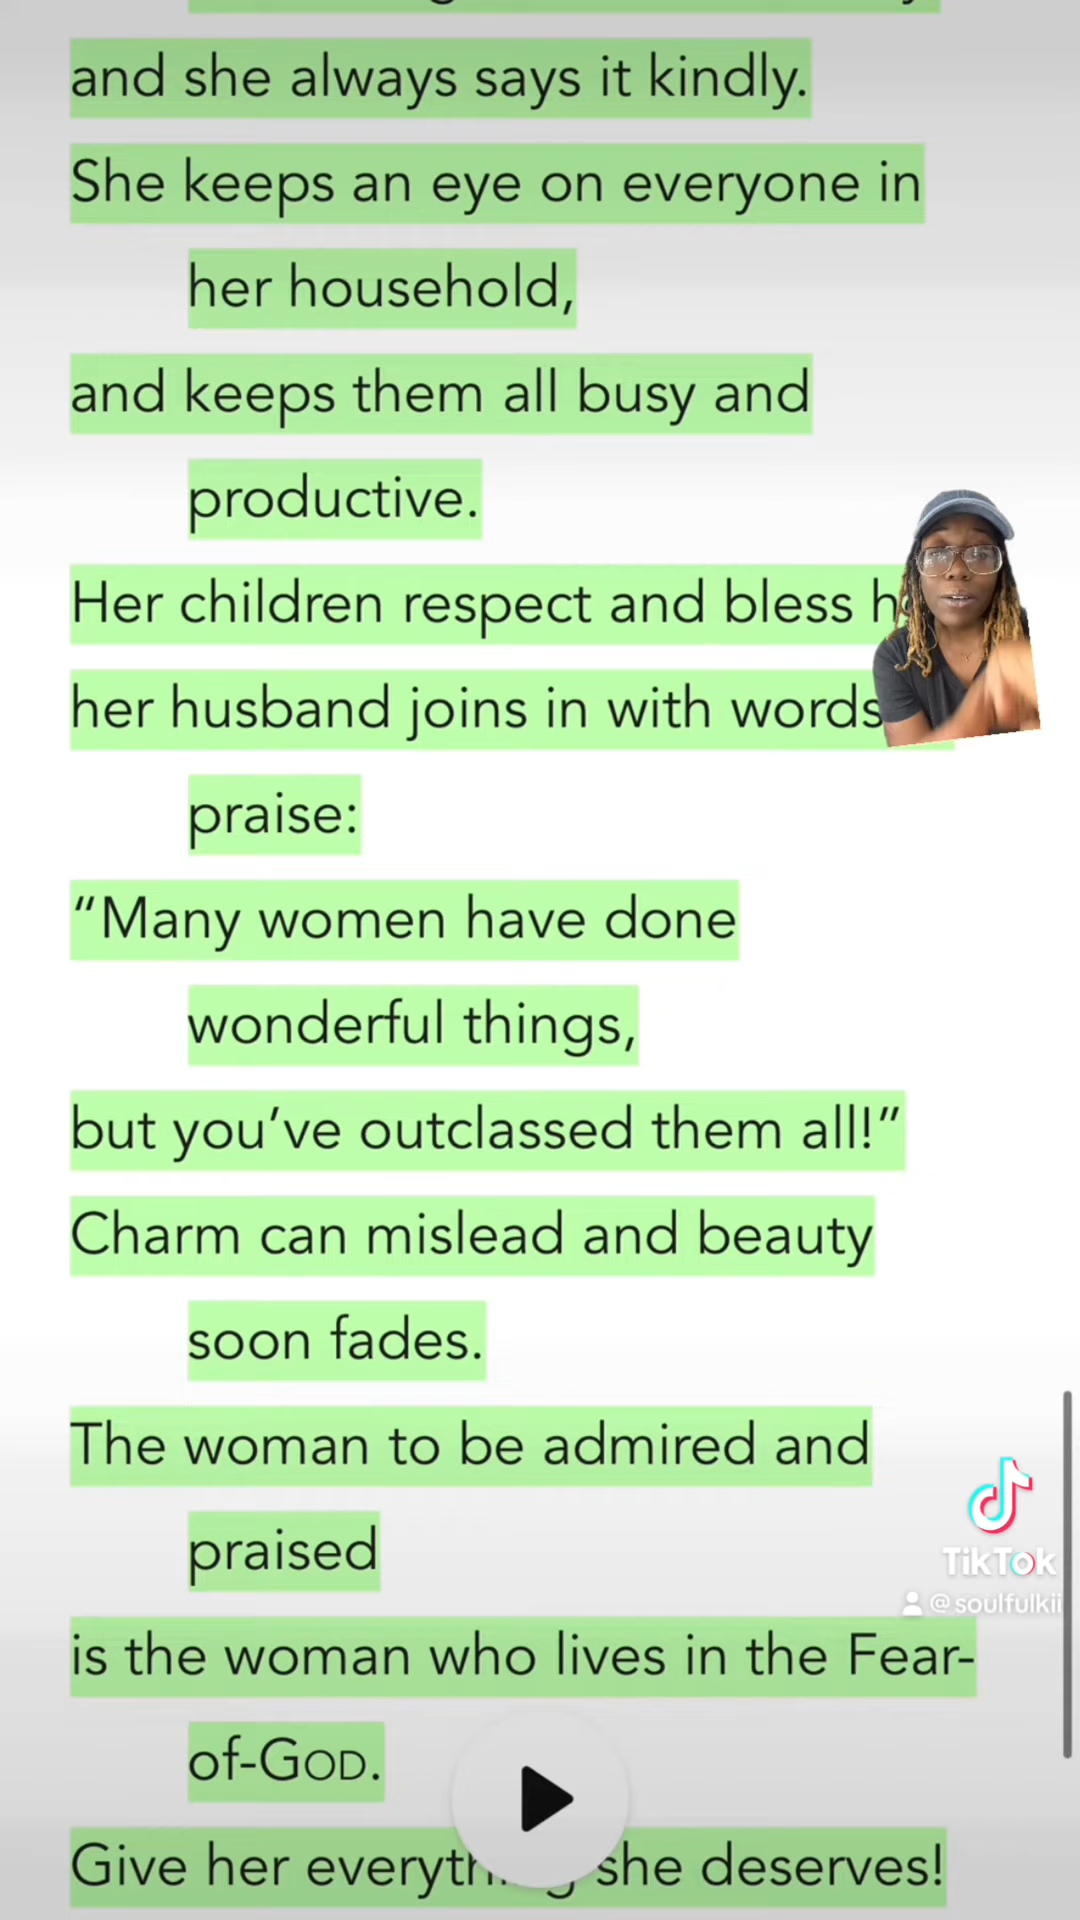 and she always says it kindly.
She keeps an eye on everyone in
her household,
and keeps them all busy and
productive.
Her children respect and bless
her husband joins in with words
praise:
“Many women have done
wonderful things,
but you’ve outclassed them all!”
Charm can mislead and beauty
soon fades.
The woman to be admired and
praised
is the woman who lives in the Fear-
of-GOD.
Give her everything she deserves!
TikTok
@soulfulkii